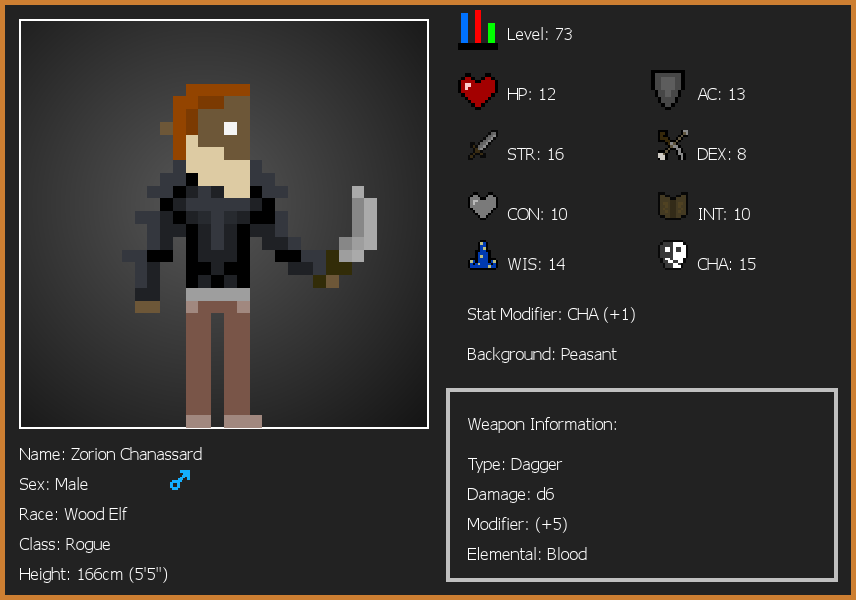 Level: 73
HP: 12
AC: 13
STR: 16
DEX: 8
CON: 10
INT: 10
WIS: 14
CHA: 15
Stat Modifier: CHA (+1)
Background: Peasant
Weapon Information:
Type: Dagger
Damage: d6
Modifier: (+5)
Elemental: Blood
Name: Zorion Chanassard
Sex: Male
Race: Wood Elf
Class: Rogue
Height: 166cm (5'5")